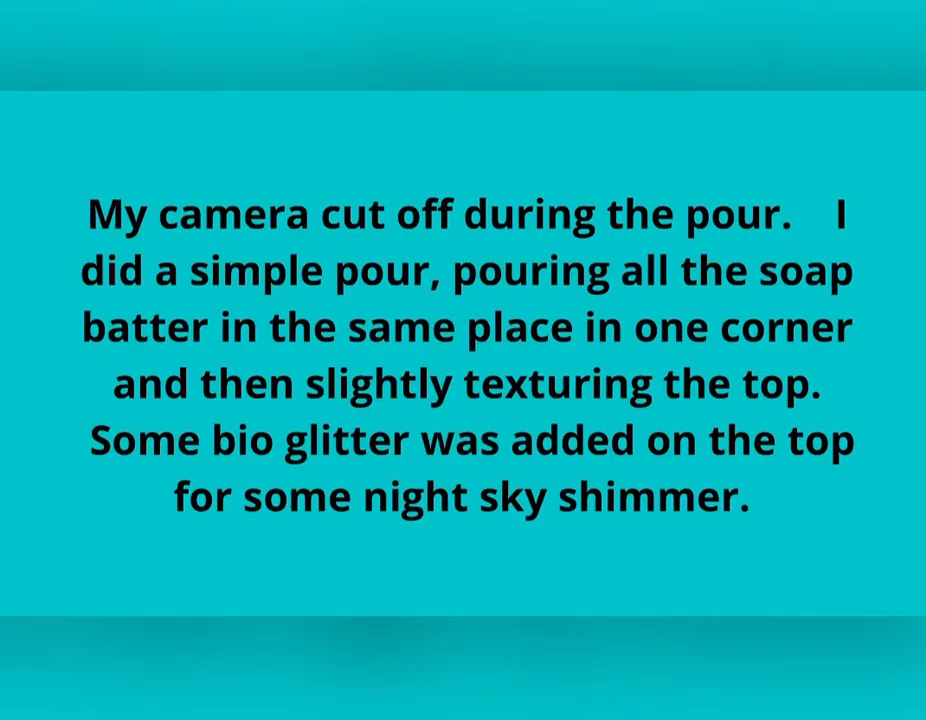 My camera cut off during the pour.    I
did a simple pour, pouring all the soap
batter in the same place in one corner
and then slightly texturing the top.
Some bio glitter was added on the top
for some night sky shimmer.